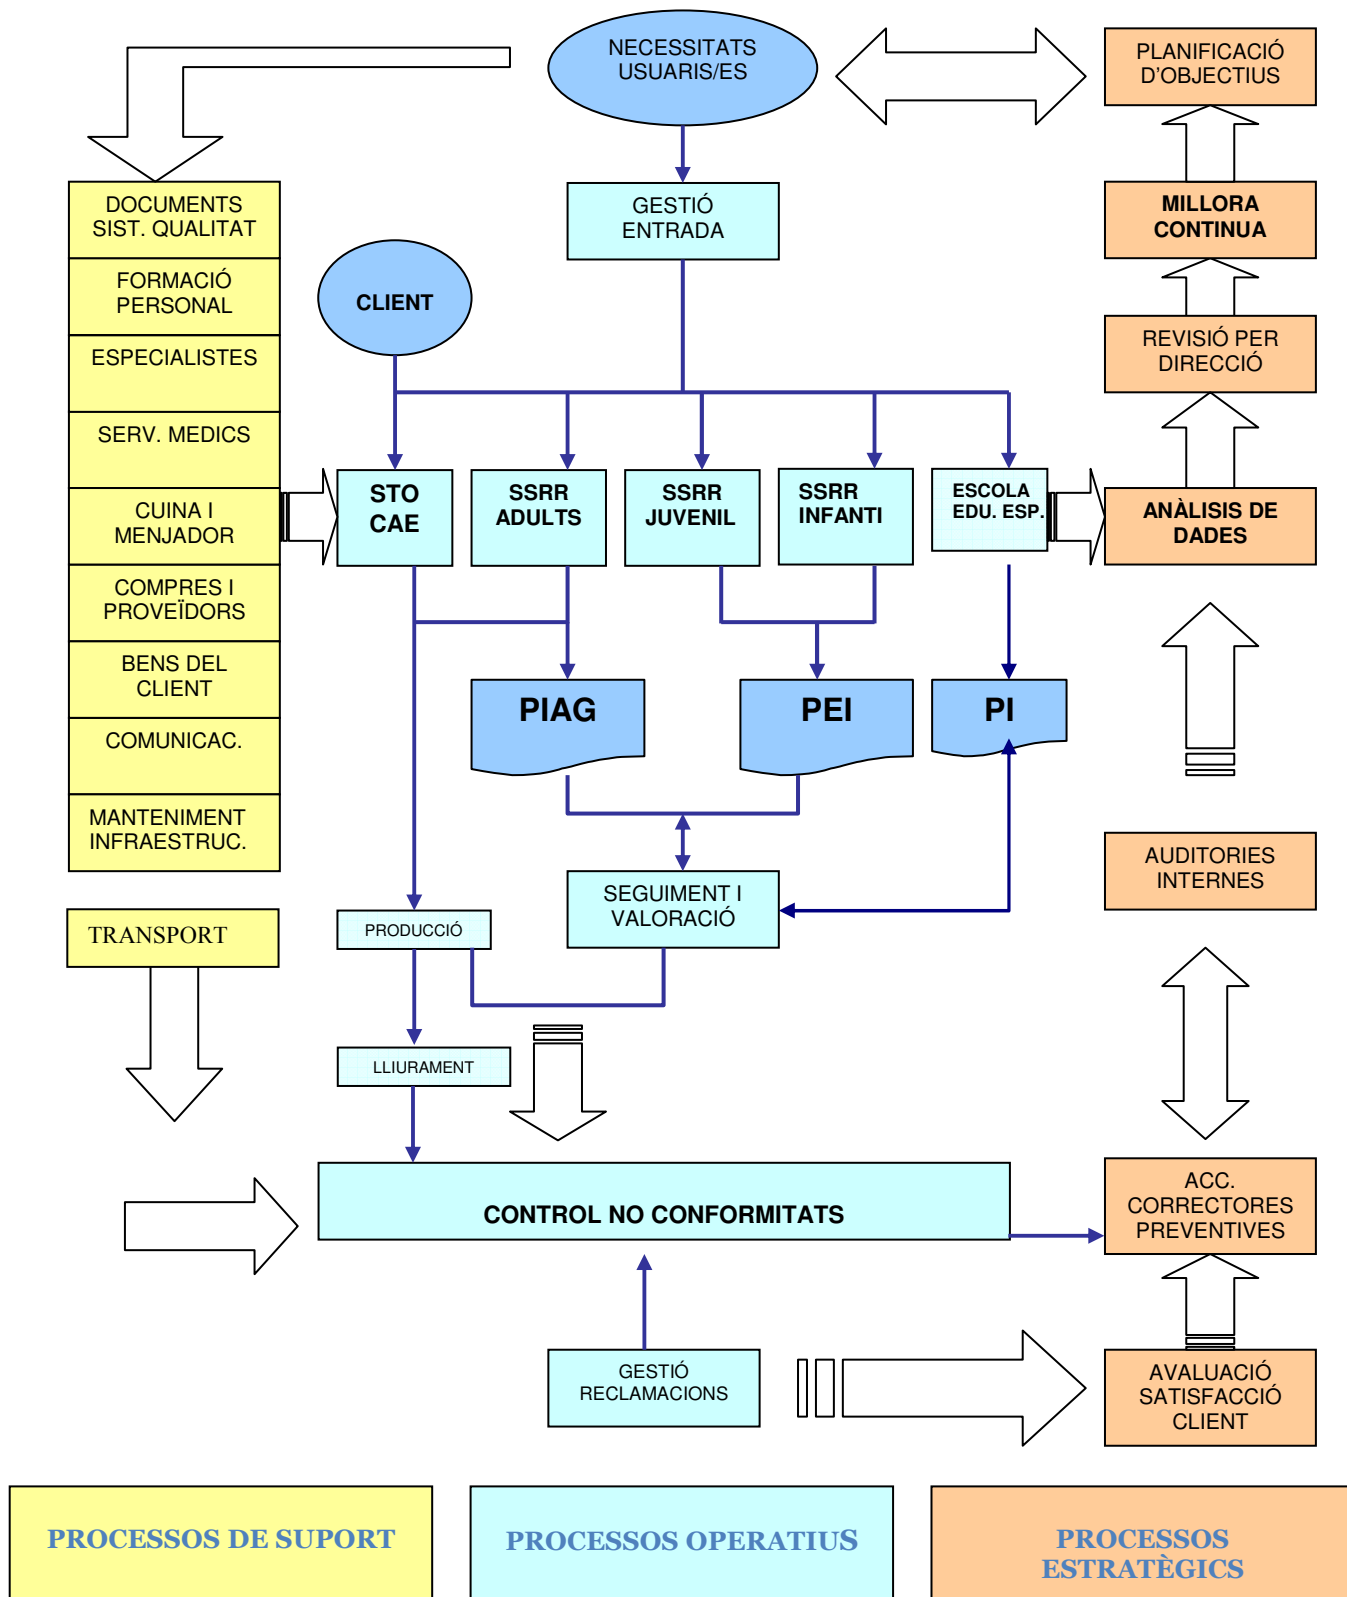 NECESSITATS
USUARIS/ES
PLANIFICACIÓ
D'OBJECTIUS
DOCUMENTS
SIST. QUALITAT
FORMACIÓ
PERSONAL
ESPECIALISTES
SERV. MEDICS
CUINA I
MENJADOR
COMPRES I
PROVEÏDORS
BENS DEL
CLIENT
COMUNICAC.
MANTENIMENT
INFRAESTRUC.
TRANSPORT
GESTIÓ
ENTRADA
CLIENT
STO
CAE
SSRR
ADULTS
SSRR
JUVENIL
SSRR
INFANTI
ESCOLA
EDU. ESP.
PIAG
PEI
PI
SEGUIMENT I
VALORACIÓ
PRODUCCIÓ
LLIURAMENT
CONTROL NO CONFORMITATS
GESTIÓ
RECLAMACIONS
MILLORA
CONTINUA
REVISIÓ PER
DIRECCIÓ
ANÀLISIS DE
DADES
AUDITORIES
INTERNES
ACC.
CORRECTORES
PREVENTIVES
AVALUACIÓ
SATISFACCIÓ
CLIENT
PROCESSOS DE SUPORT
PROCESSOS OPERATIUS
PROCESSOS
ESTRATÈGICS